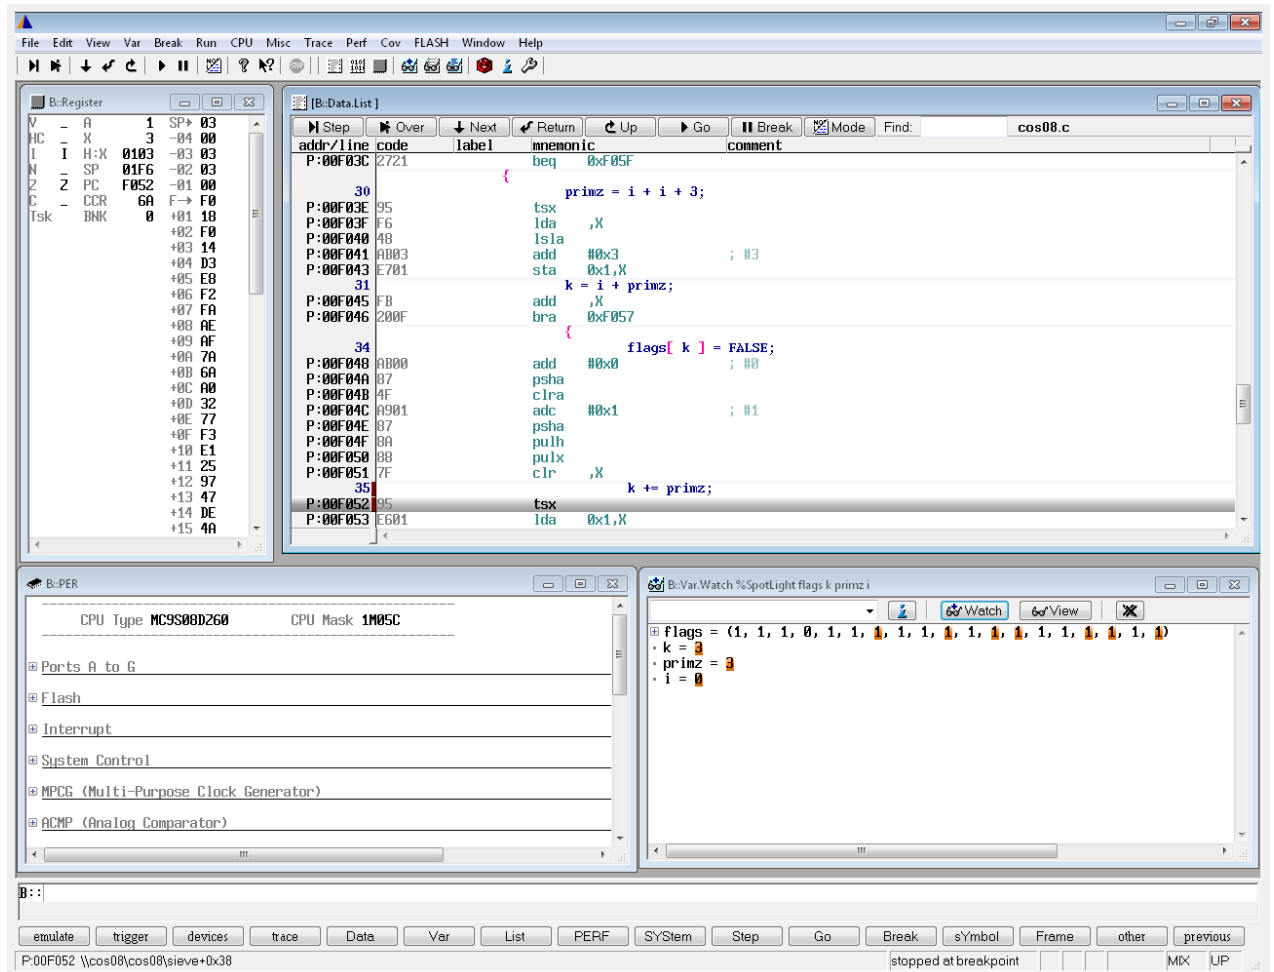 File Edit View Var Break Run CPU Misc Trace Perf Cov FLASH Window Help
B::Register
V _ A 1 SP> 03
HC _ X 3 -04 00
I I H:X 0103 -03 03
N _ SP 01F6 -02 03
Z Z PC F052 -01 00
C _ CCR 6A F→ F0
Tsk BNK 0 +01 18
+02 F0
+03 14
+04 D3
+05 E8
+06 F2
+07 FA
+08 AE
+09 AF
+0A 7A
+0B 6A
+0C A0
+0D 32
+0E 77
+0F F3
+10 E1
+11 25
+12 97
+13 47
+14 DE
+15 4A
[B::Data.List ]
Step Over Next Return Up Go Break Mode Find: cos08.c
addr/line code label mnemonic comment
P:00F03C 2721 beq 0xF05F
{
30 primz = i + i + 3;
P:00F03E 95 tsx
P:00F03F F6 lda ,X
P:00F040 48 lsla
P:00F041 AB03 add #0x3 ; #3
P:00F043 E701 sta 0x1,X
31 k = i + primz;
P:00F045 FB add ,X
P:00F046 200F bra 0xF057
{
34 flags[ k ] = FALSE;
P:00F048 AB00 add #0x0 ; #0
P:00F04A 87 psha
P:00F04B 4F clra
P:00F04C A901 adc #0x1 ; #1
P:00F04E 87 psha
P:00F04F 8A pulh
P:00F050 88 pulx
P:00F051 7F clr ,X
35 k += primz;
P:00F052 95 tsx
P:00F053 E601 lda 0x1,X
B::PER
CPU Type MC9S08DZ60 CPU Mask 1M05C
Ports A to G
Flash
Interrupt
System Control
MPCG (Multi-Purpose Clock Generator)
ACMP (Analog Comparator)
B::Var.Watch %SpotLight flags k primz i
Watch View
flags = (1, 1, 1, 0, 1, 1, 1, 1, 1, 1, 1, 1, 1, 1, 1, 1, 1, 1, 1)
k = 3
primz = 3
i = 0
B::
emulate trigger devices trace Data Var List PERF SYStem Step Go Break sYmbol Frame other previous
P:00F052 \\cos08\cos08\sieve+0x38 stopped at breakpoint MIX UP